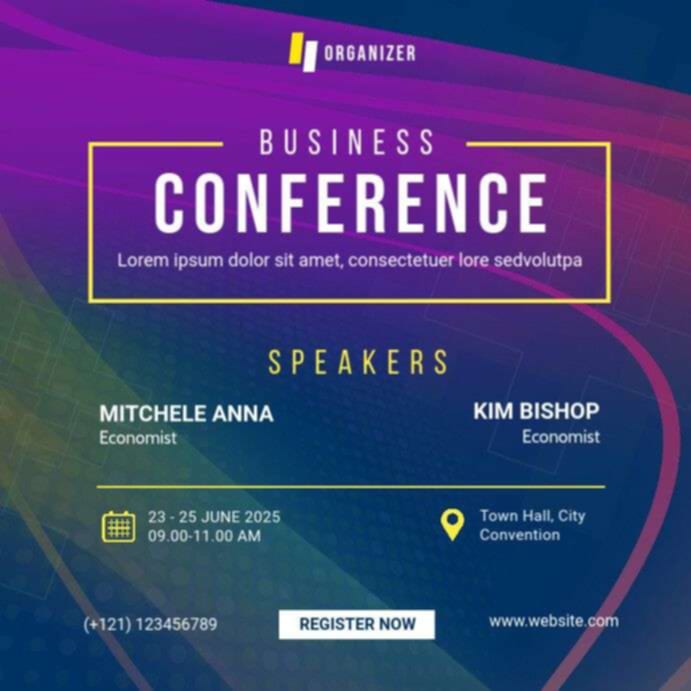 ORGANIZER
BUSINESS
CONFERENCE
Lorem ipsum dolor sit amet, consectetuer lore sedvolutpa
SPEAKERS
MITCHELE ANNA
Economist
KIM BISHOP
Economist
23 - 25 JUNE 2025
09.00-11.00 AM
Town Hall, City
Convention
(+121) 123456789
REGISTER NOW
www.website.com